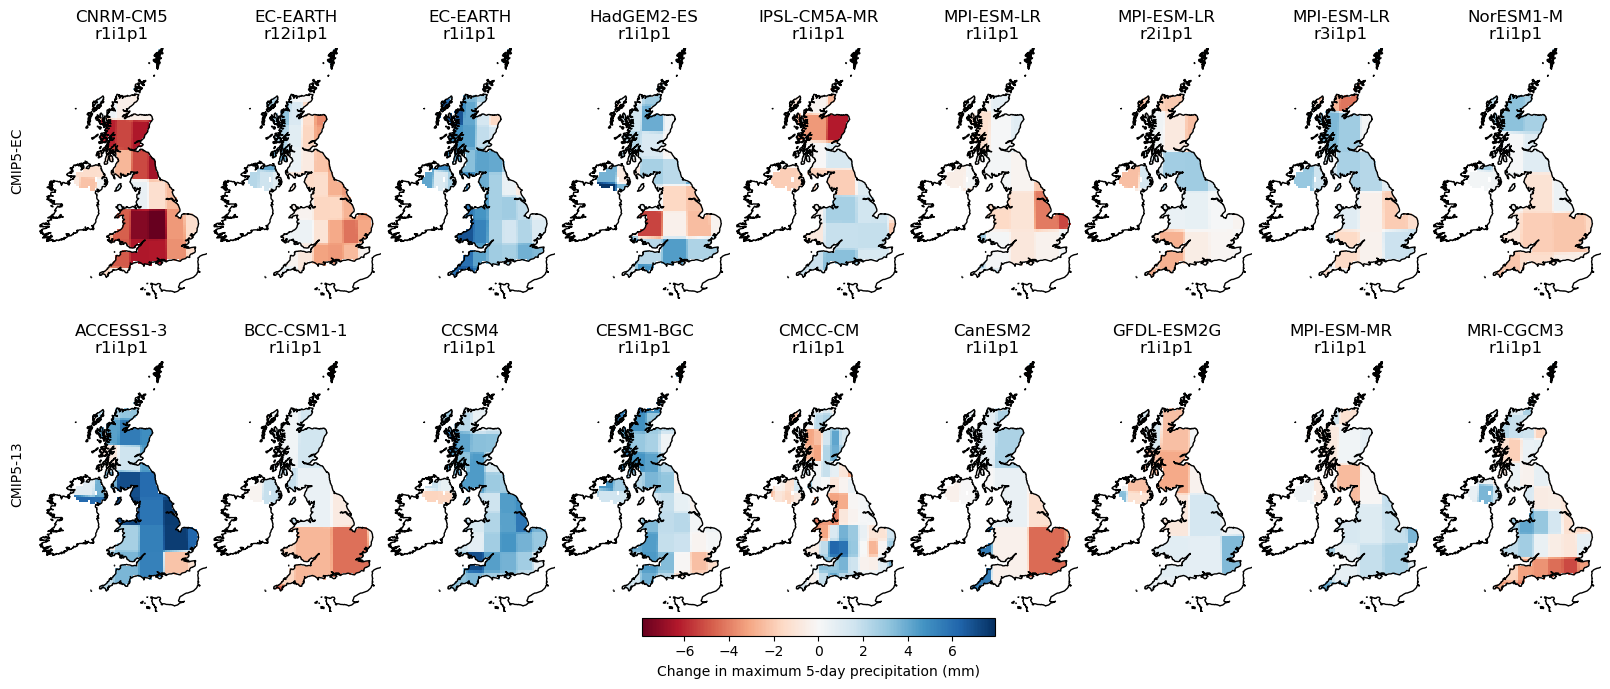 CNRM-CM5 EC-EARTH EC-EARTH HadGEM2-ES IPSL-CM5A-MR MPI-ESM-LR MPI-ESM-LR MPI-ESM-LR NorESM1-M
r1i1p1 r12i1p1 r1i1p1 r1i1p1 r1i1p1 r1i1p1 r2i1p1 r3i1p1 r1i1p1
CMIP5-EC
ACCESS1-3 BCC-CSM1-1 CCSM4 CESM1-BGC CMCC-CM CanESM2 GFDL-ESM2G MPI-ESM-MR MRI-CGCM3
r1i1p1 r1i1p1 r1i1p1 r1i1p1 r1i1p1 r1i1p1 r1i1p1 r1i1p1 r1i1p1
CMIP5-13
−6 −4 −2 0 2 4 6
Change in maximum 5-day precipitation (mm)